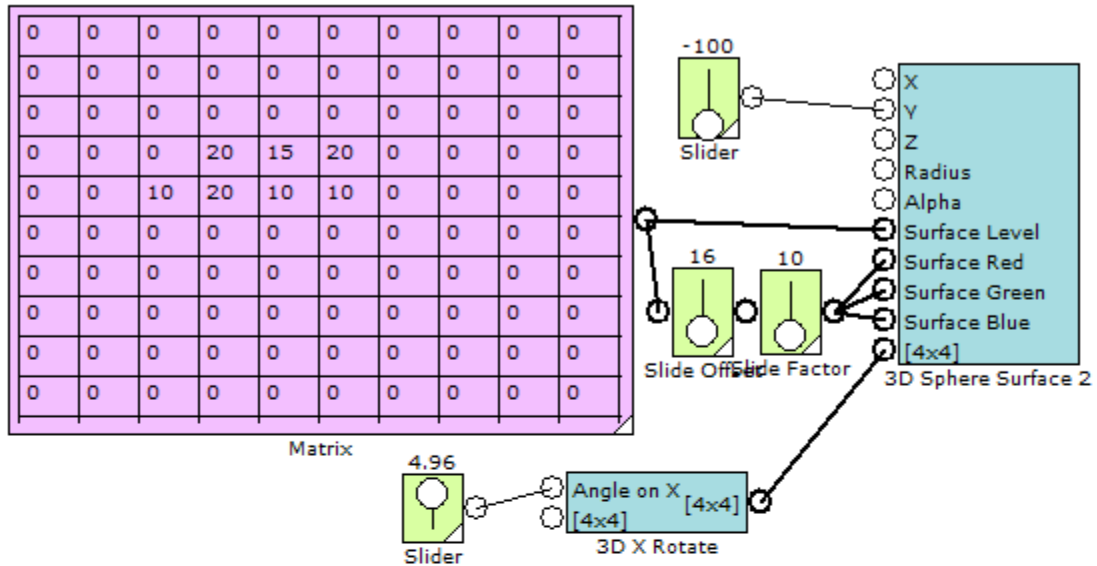 0 0 0 0 0 0 0 0 0 0
0 0 0 0 0 0 0 0 0 0
0 0 0 0 0 0 0 0 0 0
0 0 0 20 15 20 0 0 0 0
0 0 10 20 10 10 0 0 0 0
0 0 0 0 0 0 0 0 0 0
0 0 0 0 0 0 0 0 0 0
0 0 0 0 0 0 0 0 0 0
0 0 0 0 0 0 0 0 0 0
0 0 0 0 0 0 0 0 0 0
Matrix
-100
Slider
16
Slide Offset
10
Slide Factor
X
Y
Z
Radius
Alpha
Surface Level
Surface Red
Surface Green
Surface Blue
[4x4]
3D Sphere Surface 2
4.96
Slider
Angle on X [4x4]
[4x4]
3D X Rotate